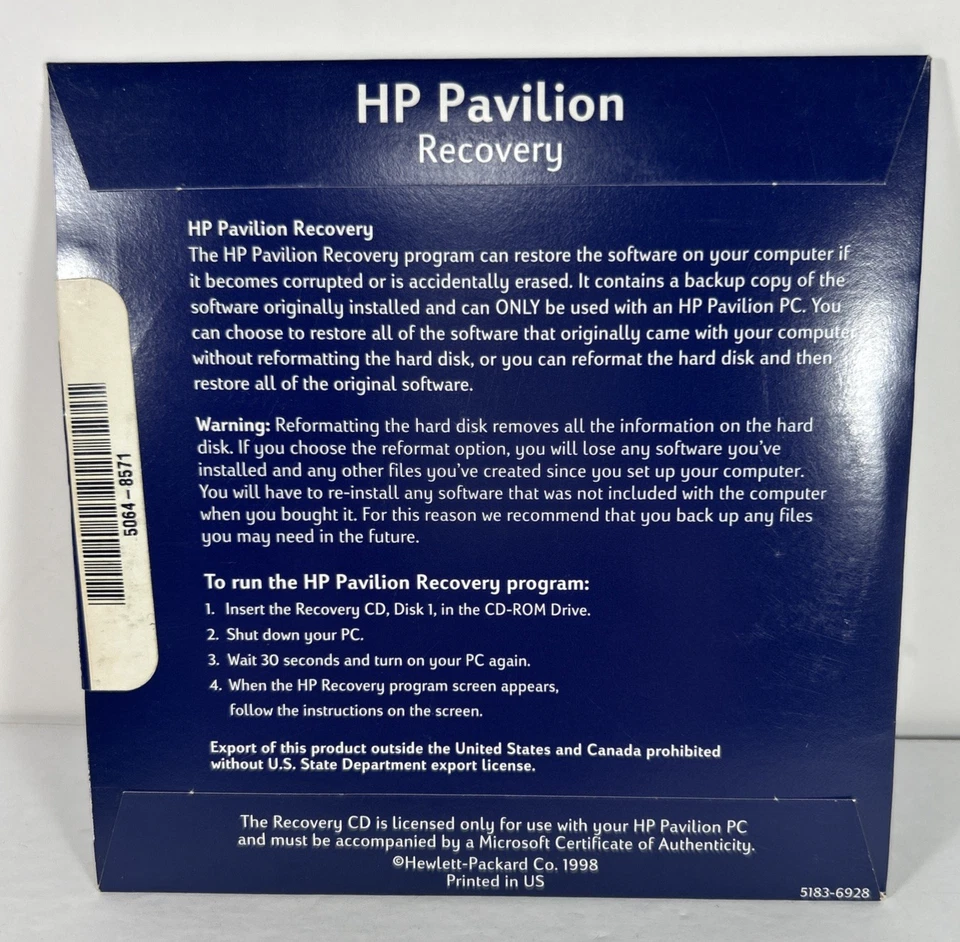 HP Pavilion
Recovery
HP Pavilion Recovery
The HP Pavilion Recovery program can restore the software on your computer if
it becomes corrupted or is accidentally erased. It contains a backup copy of the
software originally installed and can ONLY be used with an HP Pavilion PC. You
can choose to restore all of the software that originally came with your computer
without reformatting the hard disk, or you can reformat the hard disk and then
restore all of the original software.
Warning: Reformatting the hard disk removes all the information on the hard
disk. If you choose the reformat option, you will lose any software you've
installed and any other files you've created since you set up your computer.
You will have to re-install any software that was not included with the computer
when you bought it. For this reason we recommend that you back up any files
you may need in the future.
To run the HP Pavilion Recovery program:
1. Insert the Recovery CD, Disk 1, in the CD-ROM Drive.
2. Shut down your PC.
3. Wait 30 seconds and turn on your PC again.
4. When the HP Recovery program screen appears,
follow the instructions on the screen.
Export of this product outside the United States and Canada prohibited
without U.S. State Department export license.
The Recovery CD is licensed only for use with your HP Pavilion PC
and must be accompanied by a Microsoft Certificate of Authenticity.
©Hewlett-Packard Co. 1998
Printed in US
5183-6928
5064-8571